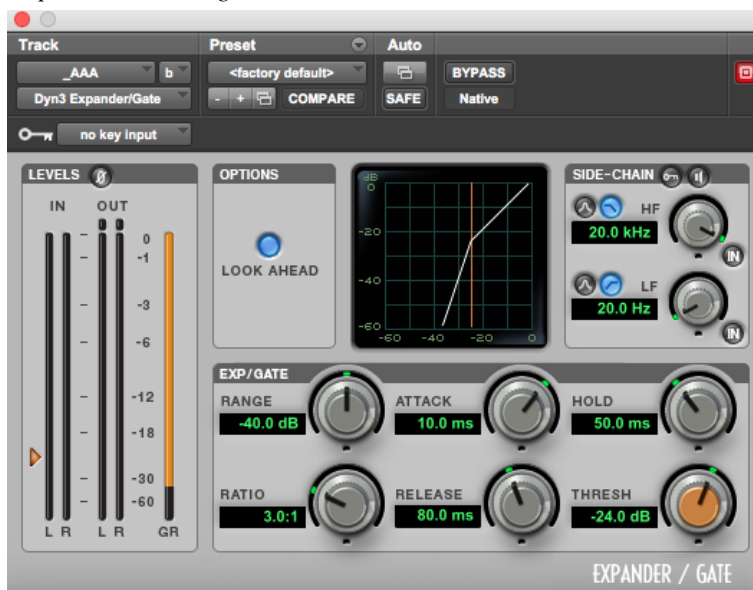 Track Preset Auto
_AAA b <factory default> BYPASS
Dyn3 Expander/Gate - + COMPARE SAFE Native
no key input
LEVELS Ø
IN OUT
0
-1
-3
-6
-12
-18
-30
-60
L R L R GR
OPTIONS
LOOK AHEAD
dB
0
-20
-40
-60
-60 -40 -20 0
SIDE-CHAIN
HF
20.0 kHz
IN
LF
20.0 Hz
IN
EXP/GATE
RANGE ATTACK HOLD
-40.0 dB 10.0 ms 50.0 ms
RATIO RELEASE THRESH
3.0:1 80.0 ms -24.0 dB
EXPANDER / GATE